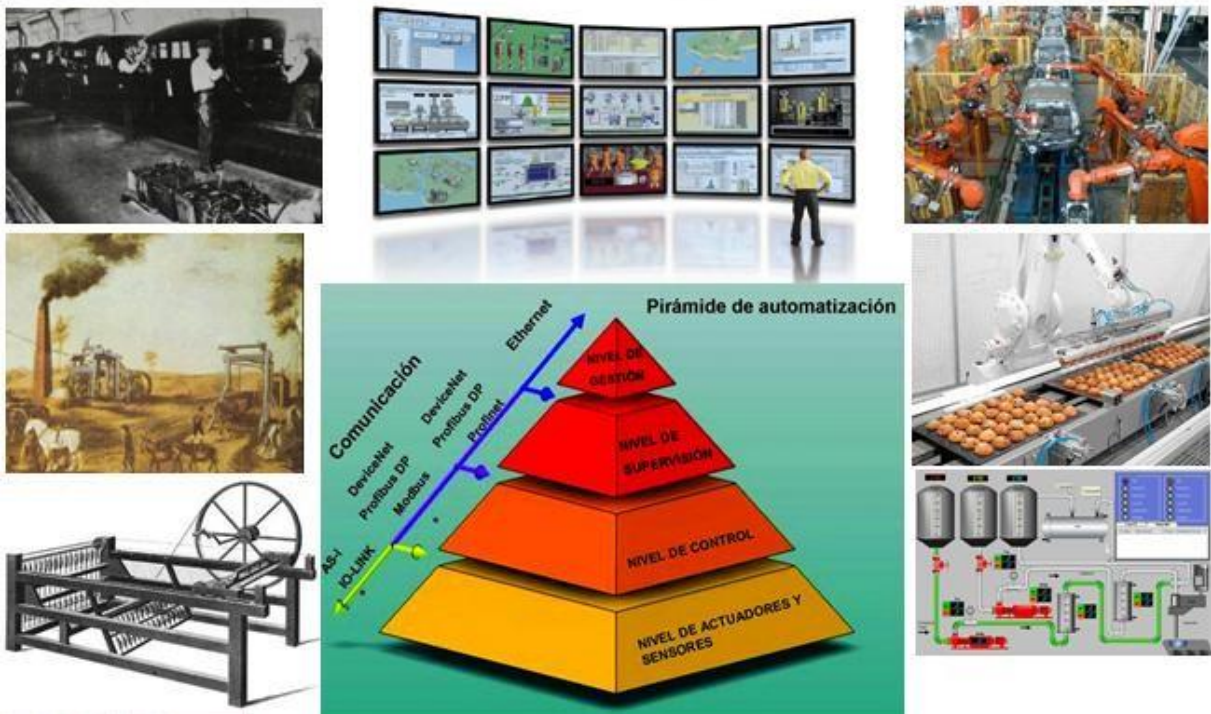 Pirámide de automatización
Comunicación
Ethernet
DeviceNet
Profibus DP
Profinet
DeviceNet
Profibus DP
Modbus
AS-I
IO-LINK
NIVEL DE
GESTIÓN
NIVEL DE
SUPERVISIÓN
NIVEL DE CONTROL
NIVEL DE ACTUADORES Y
SENSORES